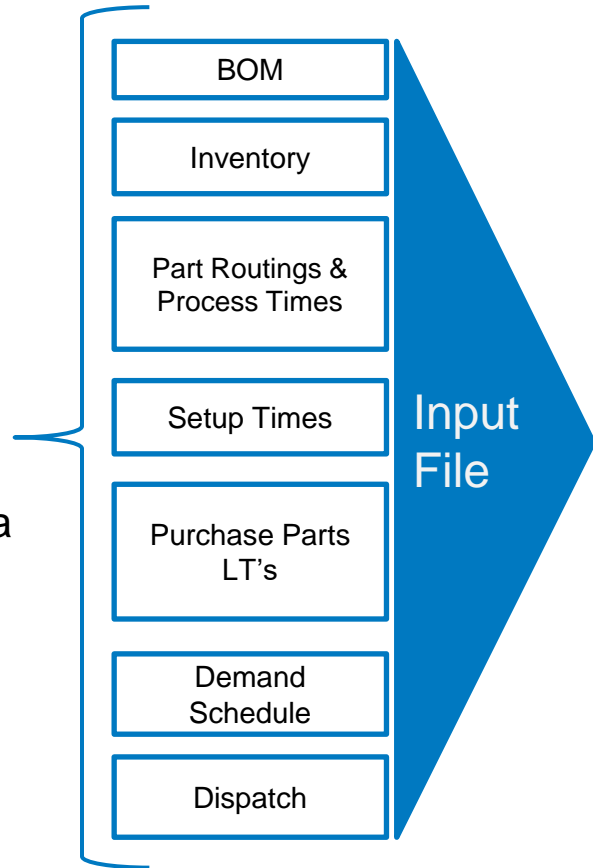 BOM
Inventory
Part Routings &
Process Times
Setup Times
Input
File
a
Purchase Parts
LT's
Demand
Schedule
Dispatch